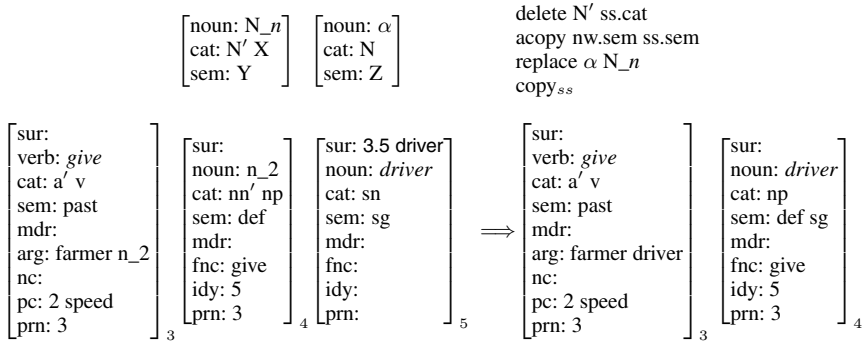 noun: N_n
cat: N′ X
sem: Y
noun: α
cat: N
sem: Z
delete N′ ss.cat
acopy nw.sem ss.sem
replace α N_n
copyₛₛ
sur:
verb: give
cat: a′ v
sem: past
mdr:
arg: farmer n_2
nc:
pc: 2 speed
prn: 3
3
sur:
noun: n_2
cat: nn′ np
sem: def
mdr:
fnc: give
idy: 5
prn: 3
4
sur: 3.5 driver
noun: driver
cat: sn
sem: sg
mdr:
fnc:
idy:
prn:
5
⟹
sur:
verb: give
cat: a′ v
sem: past
mdr:
arg: farmer driver
nc:
pc: 2 speed
prn: 3
3
sur:
noun: driver
cat: np
sem: def sg
mdr:
fnc: give
idy: 5
prn: 3
4